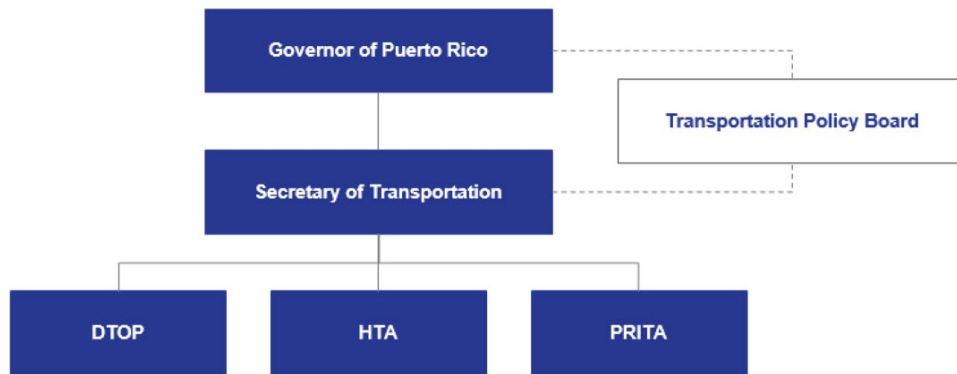 Governor of Puerto Rico
Transportation Policy Board
Secretary of Transportation
DTOP
HTA
PRITA